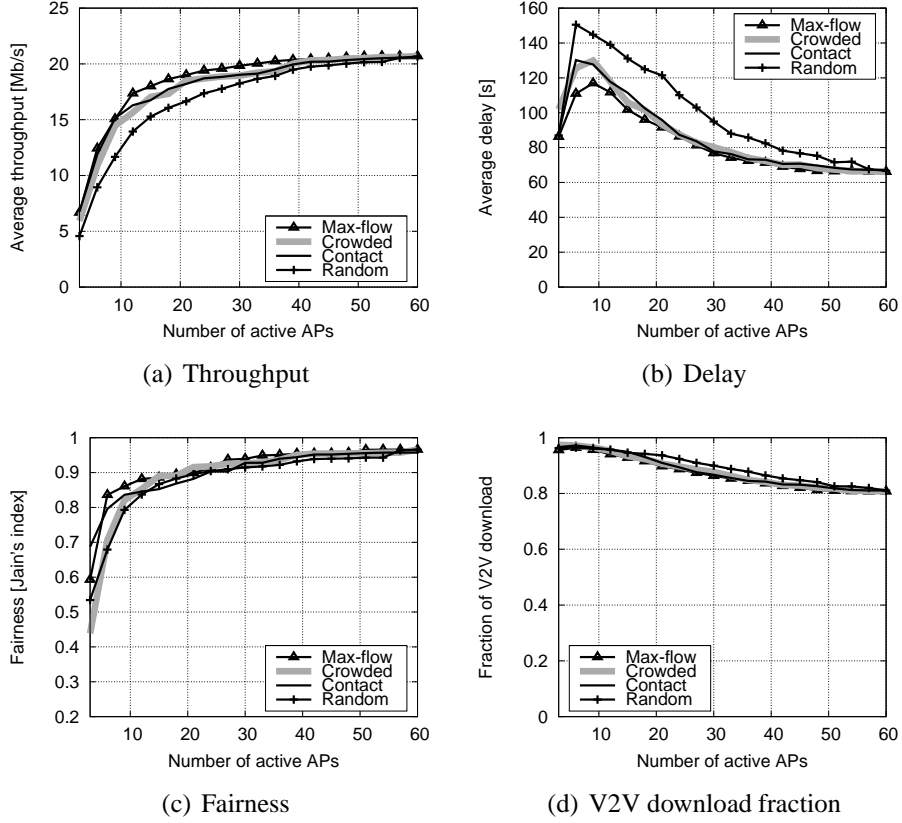 Average throughput [Mb/s]
25
20
15
10
5
0
10 20 30 40 50 60
Number of active APs
Max-flow
Crowded
Contact
Random
(a) Throughput
Average delay [s]
160
140
120
100
80
60
40
20
0
10 20 30 40 50 60
Number of active APs
Max-flow
Crowded
Contact
Random
(b) Delay
Fairness [Jain's index]
1
0.9
0.8
0.7
0.6
0.5
0.4
0.3
0.2
10 20 30 40 50 60
Number of active APs
Max-flow
Crowded
Contact
Random
(c) Fairness
Fraction of V2V download
1
0.8
0.6
0.4
0.2
0
10 20 30 40 50 60
Number of active APs
Max-flow
Crowded
Contact
Random
(d) V2V download fraction